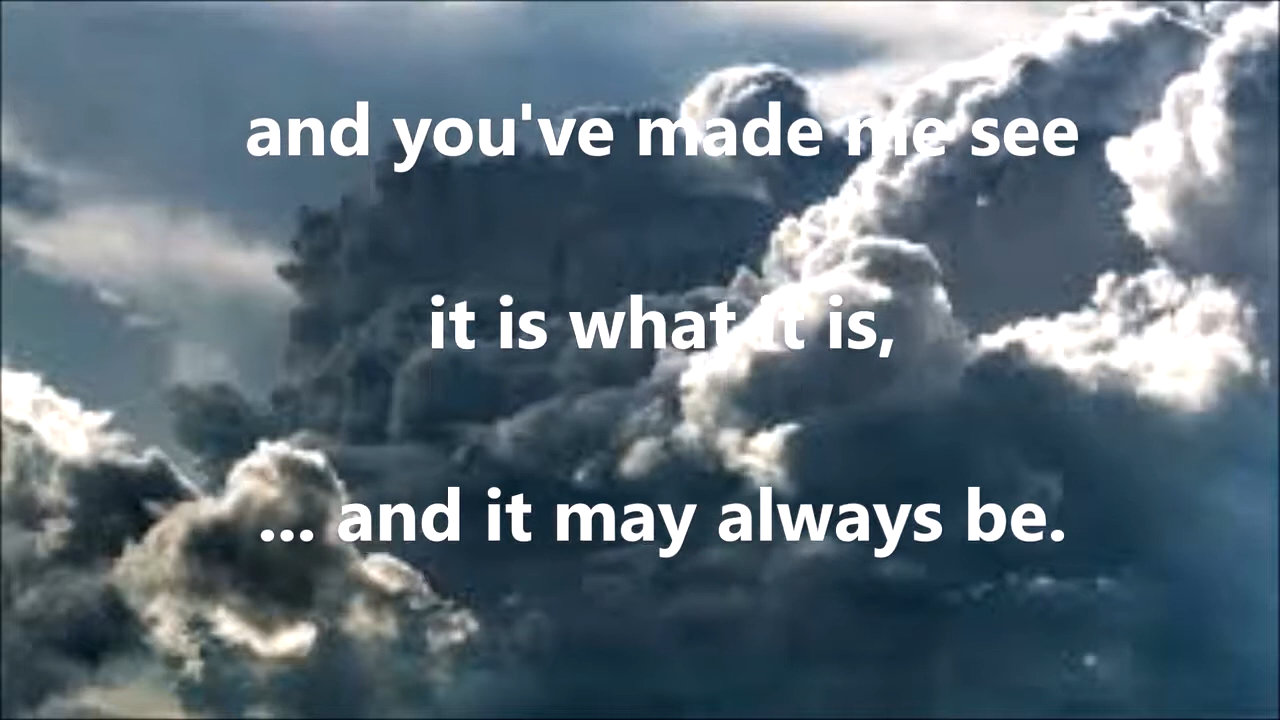 and you've made me see
it is what it is,
... and it may always be.